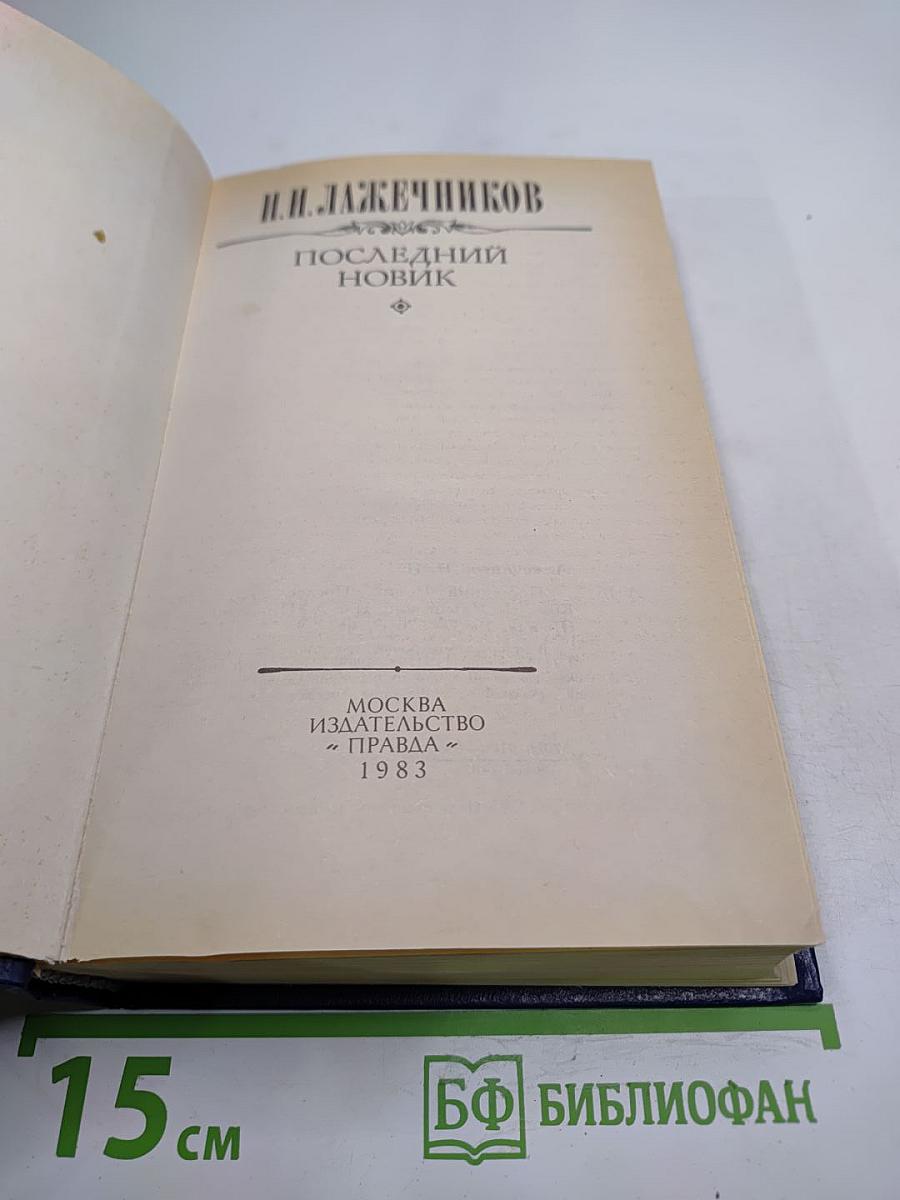 И.И. ЛАЖЕЧНИКОВ
ПОСЛЕДНИЙ
НОВИК
МОСКВА
ИЗДАТЕЛЬСТВО
„ ПРАВДА "
1983
15 см
БФ БИБЛИОФАН